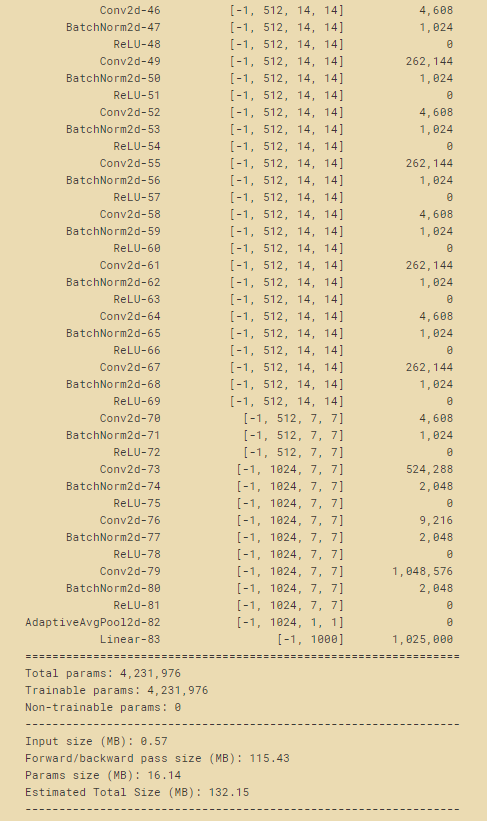 Conv2d-46 [-1, 512, 14, 14] 4,608
BatchNorm2d-47 [-1, 512, 14, 14] 1,024
ReLU-48 [-1, 512, 14, 14] 0
Conv2d-49 [-1, 512, 14, 14] 262,144
BatchNorm2d-50 [-1, 512, 14, 14] 1,024
ReLU-51 [-1, 512, 14, 14] 0
Conv2d-52 [-1, 512, 14, 14] 4,608
BatchNorm2d-53 [-1, 512, 14, 14] 1,024
ReLU-54 [-1, 512, 14, 14] 0
Conv2d-55 [-1, 512, 14, 14] 262,144
BatchNorm2d-56 [-1, 512, 14, 14] 1,024
ReLU-57 [-1, 512, 14, 14] 0
Conv2d-58 [-1, 512, 14, 14] 4,608
BatchNorm2d-59 [-1, 512, 14, 14] 1,024
ReLU-60 [-1, 512, 14, 14] 0
Conv2d-61 [-1, 512, 14, 14] 262,144
BatchNorm2d-62 [-1, 512, 14, 14] 1,024
ReLU-63 [-1, 512, 14, 14] 0
Conv2d-64 [-1, 512, 14, 14] 4,608
BatchNorm2d-65 [-1, 512, 14, 14] 1,024
ReLU-66 [-1, 512, 14, 14] 0
Conv2d-67 [-1, 512, 14, 14] 262,144
BatchNorm2d-68 [-1, 512, 14, 14] 1,024
ReLU-69 [-1, 512, 14, 14] 0
Conv2d-70 [-1, 512, 7, 7] 4,608
BatchNorm2d-71 [-1, 512, 7, 7] 1,024
ReLU-72 [-1, 512, 7, 7] 0
Conv2d-73 [-1, 1024, 7, 7] 524,288
BatchNorm2d-74 [-1, 1024, 7, 7] 2,048
ReLU-75 [-1, 1024, 7, 7] 0
Conv2d-76 [-1, 1024, 7, 7] 9,216
BatchNorm2d-77 [-1, 1024, 7, 7] 2,048
ReLU-78 [-1, 1024, 7, 7] 0
Conv2d-79 [-1, 1024, 7, 7] 1,048,576
BatchNorm2d-80 [-1, 1024, 7, 7] 2,048
ReLU-81 [-1, 1024, 7, 7] 0
AdaptiveAvgPool2d-82 [-1, 1024, 1, 1] 0
Linear-83 [-1, 1000] 1,025,000
================================================================
Total params: 4,231,976
Trainable params: 4,231,976
Non-trainable params: 0
----------------------------------------------------------------
Input size (MB): 0.57
Forward/backward pass size (MB): 115.43
Params size (MB): 16.14
Estimated Total Size (MB): 132.15
----------------------------------------------------------------